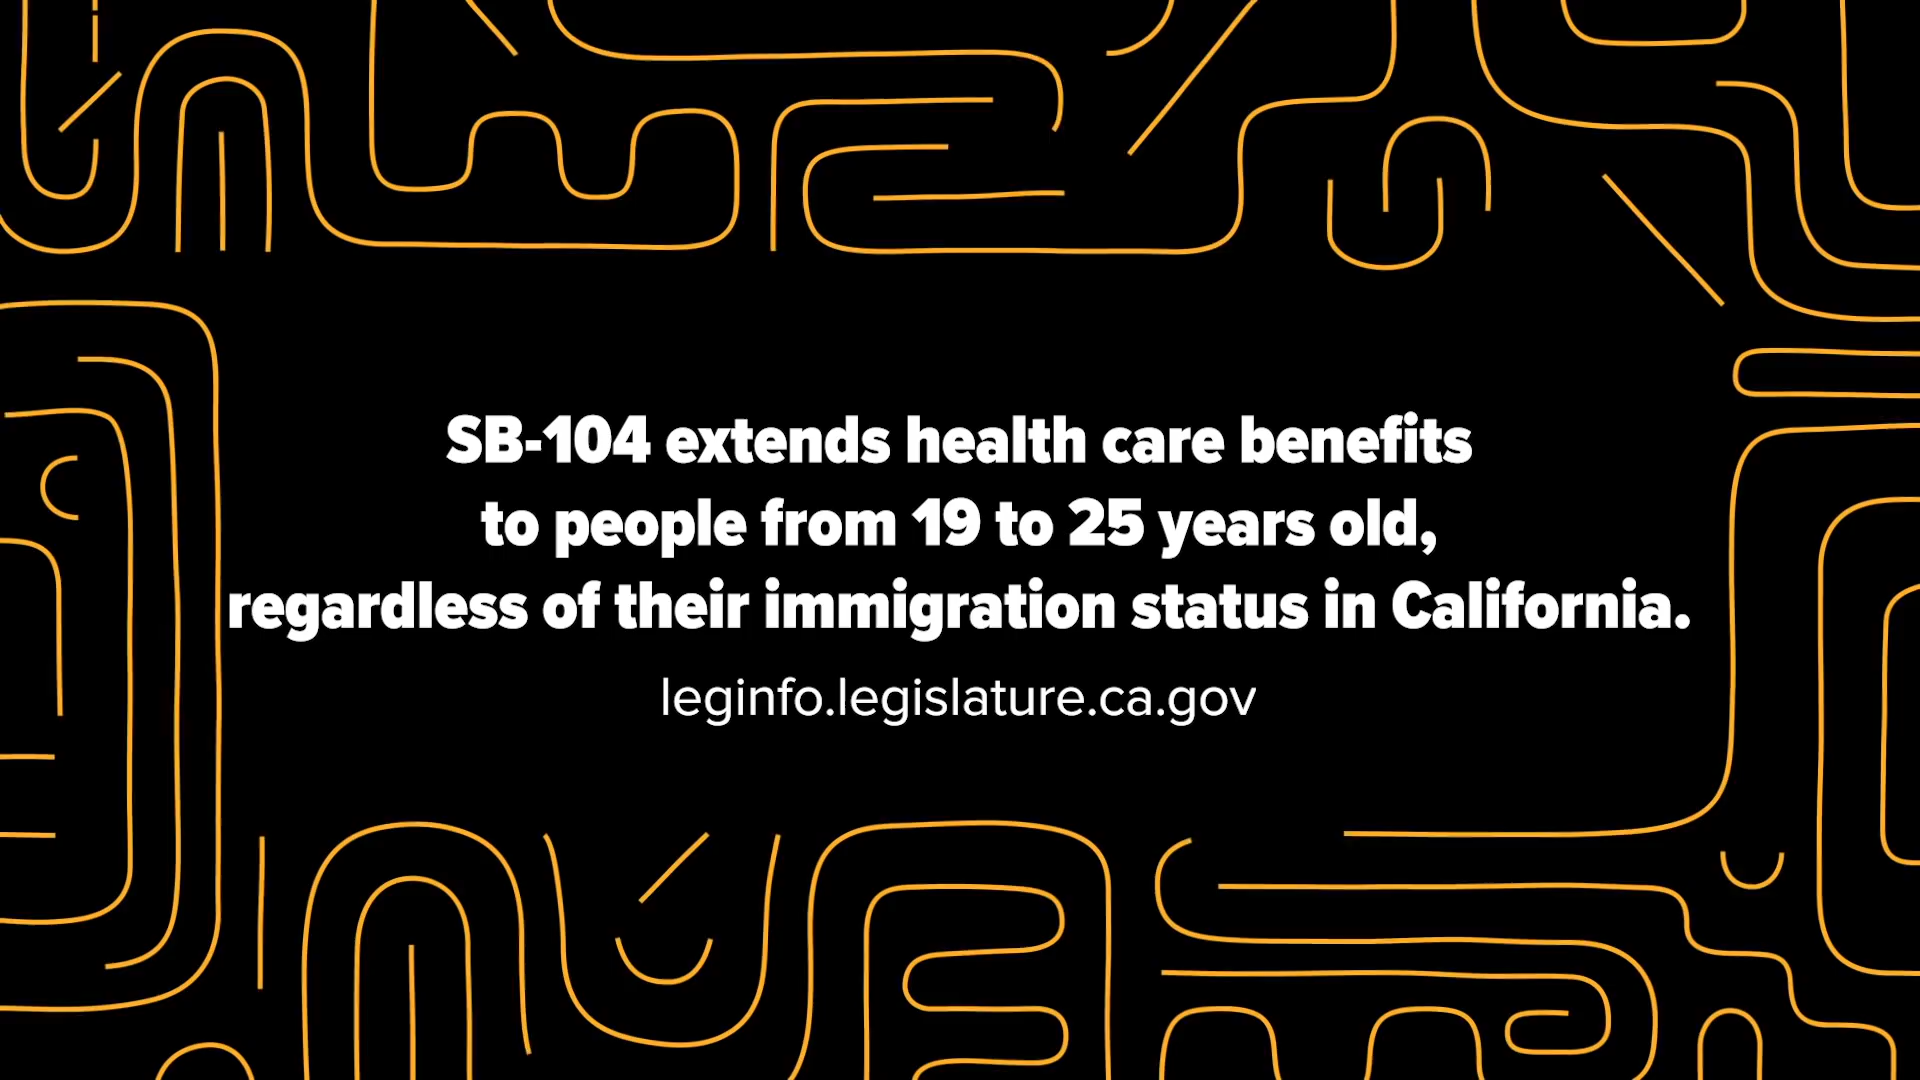 SB-104 extends health care benefits
to people from 19 to 25 years old,
regardless of their immigration status in California.
leginfo.legislature.ca.gov